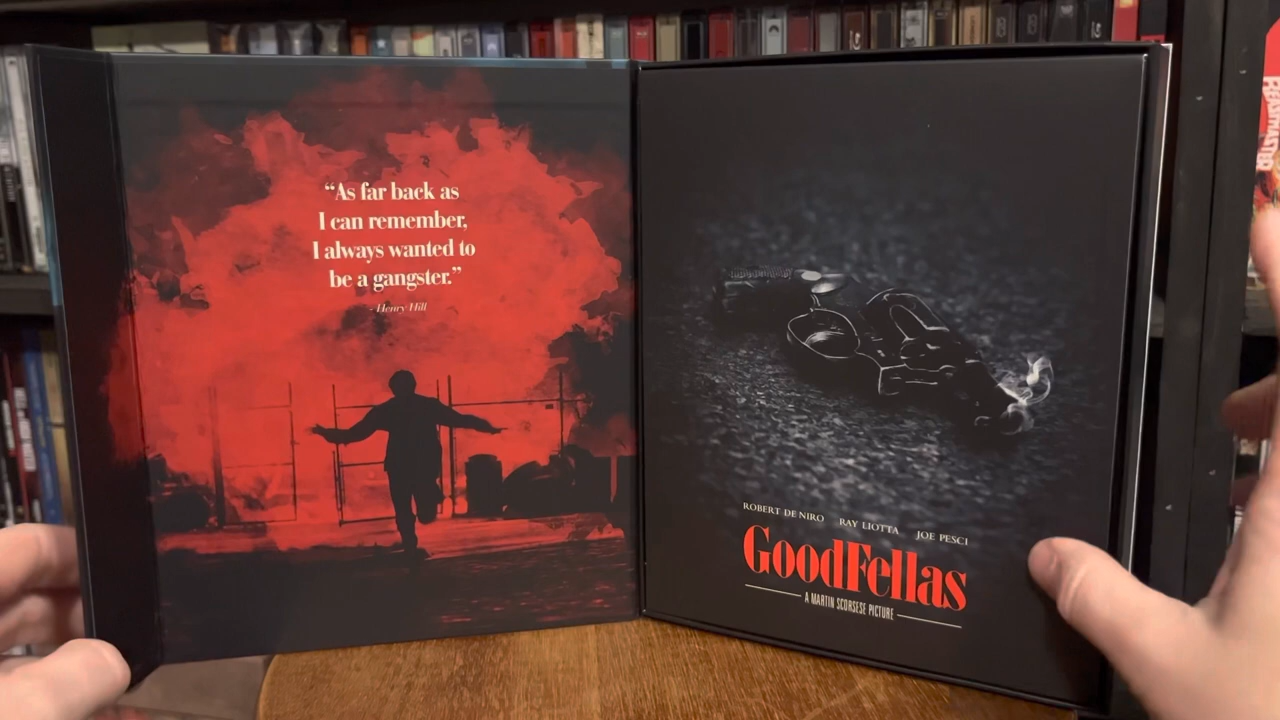 “As far back as
I can remember,
I always wanted to
be a gangster.”
- Henry Hill
ROBERT DE NIRO RAY LIOTTA JOE PESCI
GoodFellas
A MARTIN SCORSESE PICTURE